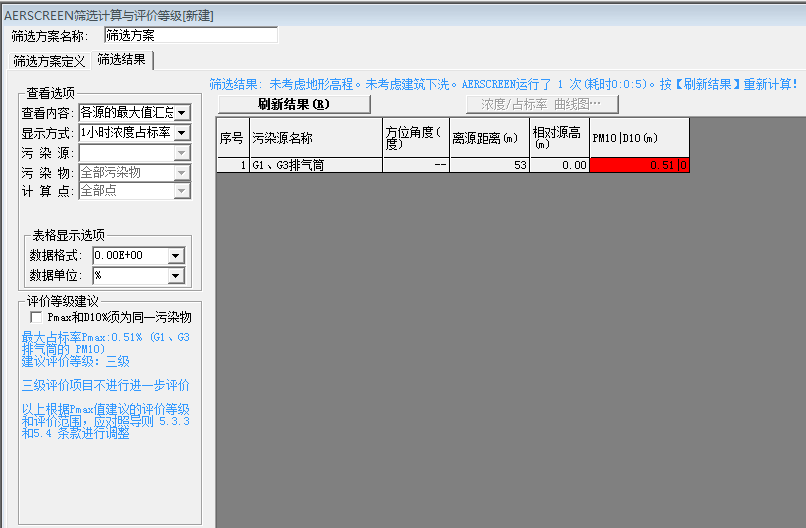 AERSCREEN筛选计算与评价等级[新建]
筛选方案名称: 筛选方案
筛选方案定义 筛选结果
筛选结果: 未考虑地形高程。未考虑建筑下洗。AERSCREEN运行了 1 次(耗时0:0:5)。按【刷新结果】重新计算!
刷新结果(R) 浓度/占标率 曲线图…
查看选项
查看内容: 各源的最大值汇总
显示方式: 1小时浓度占标率
污 染 源:
污 染 物: 全部污染物
计 算 点: 全部点
表格显示选项
数据格式: 0.00E+00
数据单位: %
评价等级建议
Pmax和D10%须为同一污染物
最大占标率Pmax:0.51% (G1、G3
排气筒的 PM10)
建议评价等级: 三级
三级评价项目不进行进一步评价
以上根据Pmax值建议的评价等级
和评价范围,应对照导则 5.3.3
和5.4 条款进行调整
序号 污染源名称 方位角度(度) 离源距离(m) 相对源高(m) PM10|D10(m)
1 G1、G3排气筒 -- 53 0.00 0.51|0